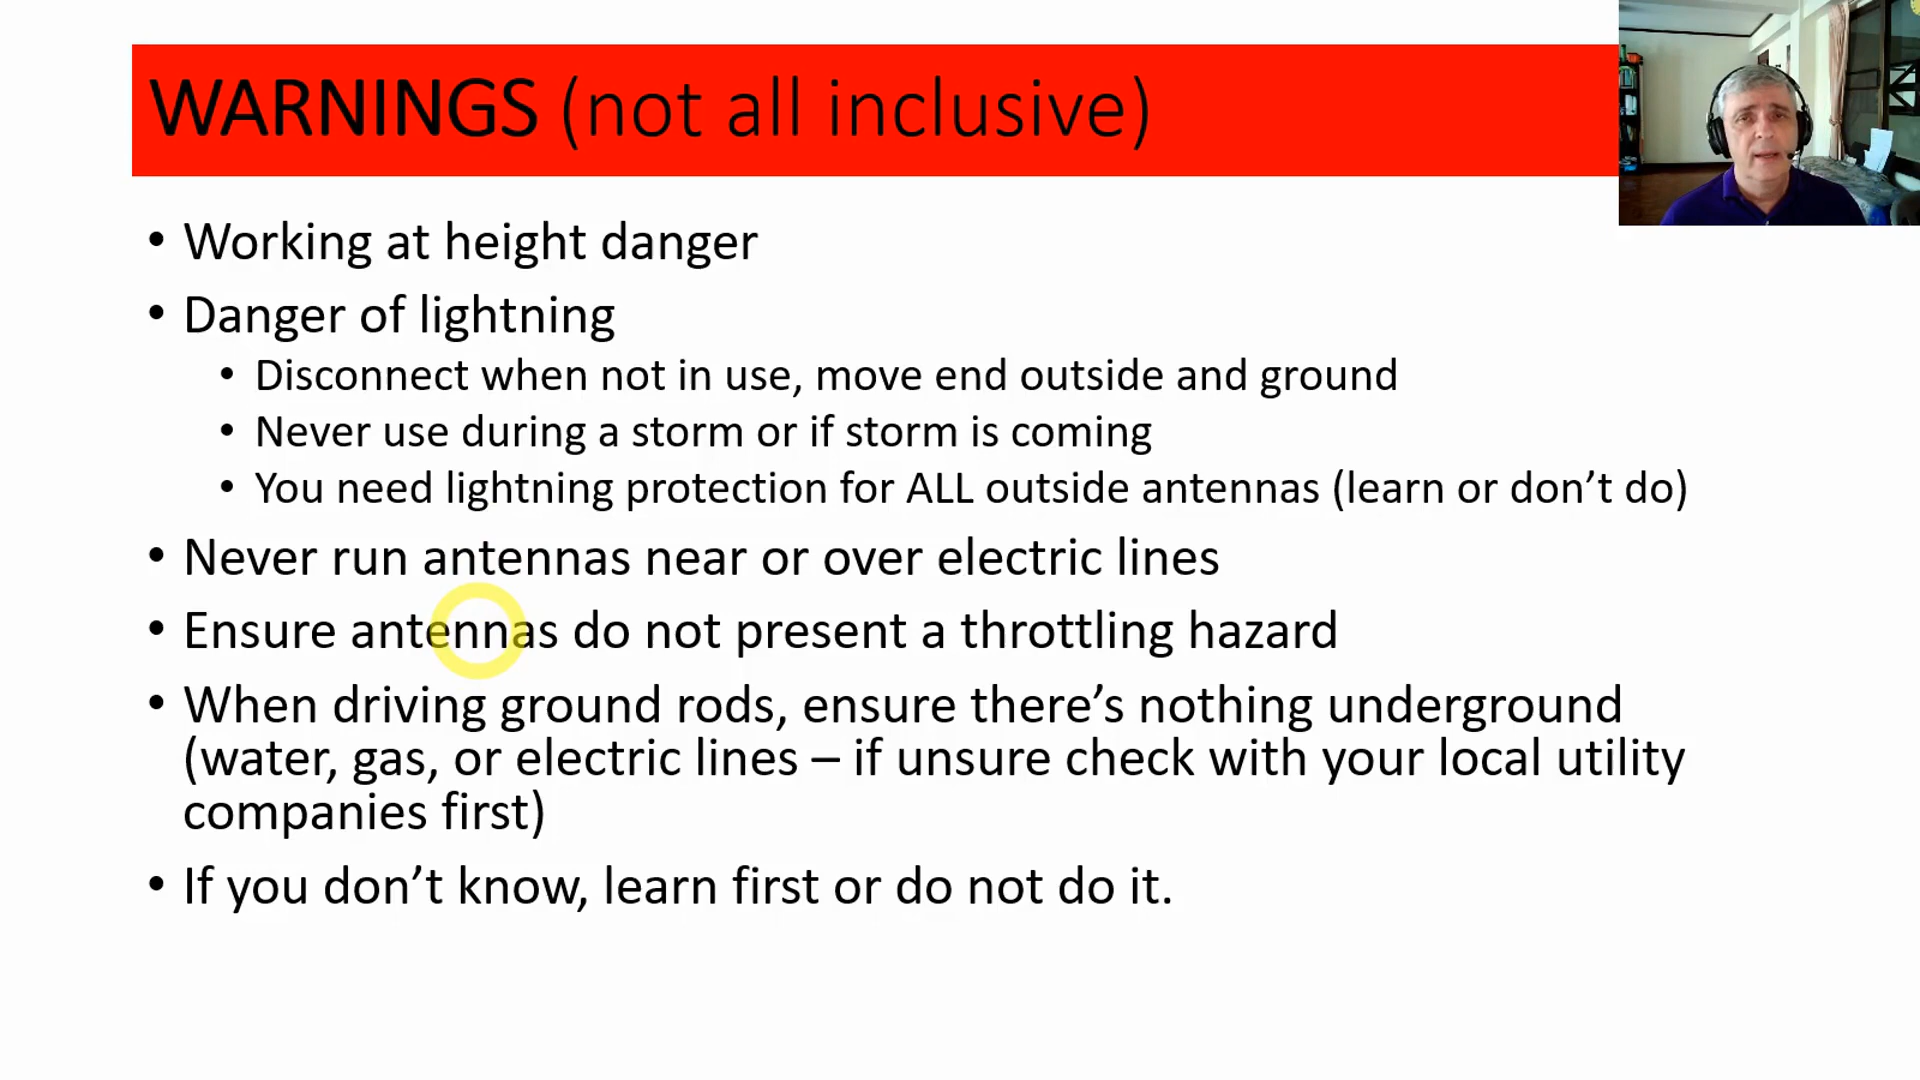 WARNINGS (not all inclusive)
• Working at height danger
• Danger of lightning
• Disconnect when not in use, move end outside and ground
• Never use during a storm or if storm is coming
• You need lightning protection for ALL outside antennas (learn or don’t do)
• Never run antennas near or over electric lines
• Ensure antennas do not present a throttling hazard
• When driving ground rods, ensure there’s nothing underground
(water, gas, or electric lines – if unsure check with your local utility
companies first)
• If you don’t know, learn first or do not do it.